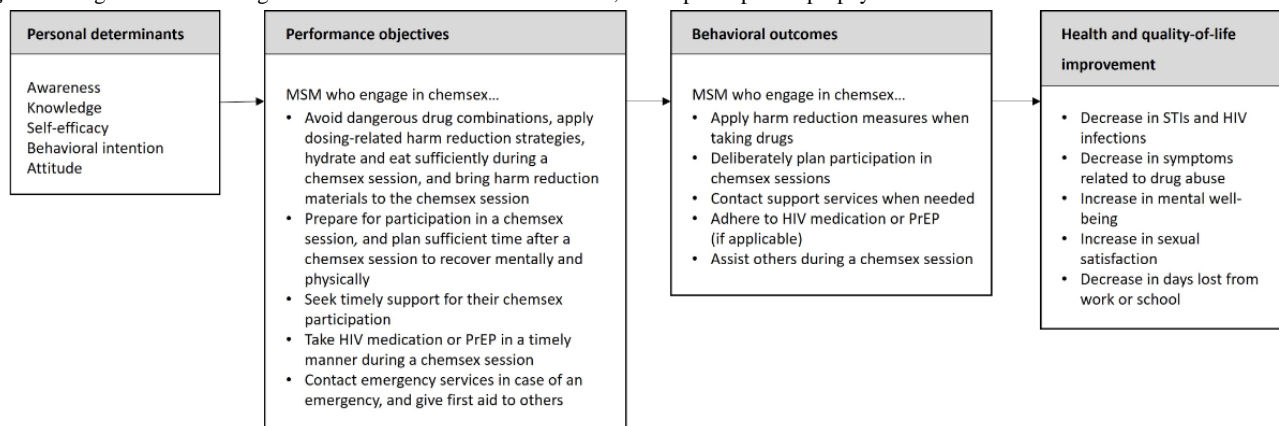 Personal determinants
Awareness
Knowledge
Self-efficacy
Behavioral intention
Attitude
Performance objectives
MSM who engage in chemsex...
• Avoid dangerous drug combinations, apply
dosing-related harm reduction strategies,
hydrate and eat sufficiently during a
chemsex session, and bring harm reduction
materials to the chemsex session
• Prepare for participation in a chemsex
session, and plan sufficient time after a
chemsex session to recover mentally and
physically
• Seek timely support for their chemsex
participation
• Take HIV medication or PrEP in a timely
manner during a chemsex session
• Contact emergency services in case of an
emergency, and give first aid to others
Behavioral outcomes
MSM who engage in chemsex...
• Apply harm reduction measures when
taking drugs
• Deliberately plan participation in
chemsex sessions
• Contact support services when needed
• Adhere to HIV medication or PrEP
(if applicable)
• Assist others during a chemsex session
Health and quality-of-life
improvement
• Decrease in STIs and HIV
infections
• Decrease in symptoms
related to drug abuse
• Increase in mental well-
being
• Increase in sexual
satisfaction
• Decrease in days lost from
work or school